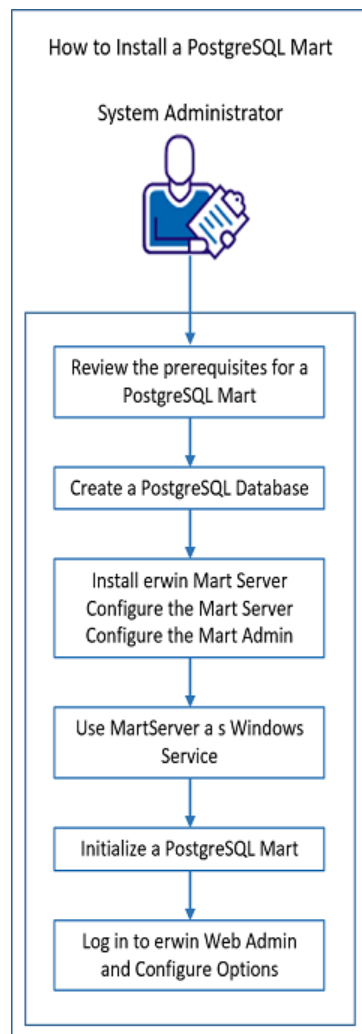 How to Install a PostgreSQL Mart
System Administrator
Review the prerequisites for a
PostgreSQL Mart
Create a PostgreSQL Database
Install erwin Mart Server
Configure the Mart Server
Configure the Mart Admin
Use MartServer a s Windows
Service
Initialize a PostgreSQL Mart
Log in to erwin Web Admin
and Configure Options